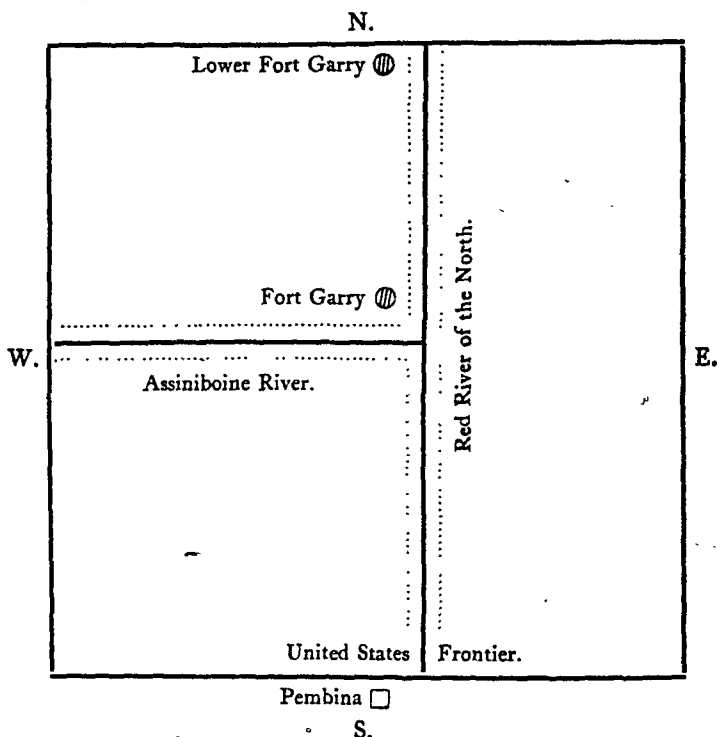 N.
Lower Fort Garry
Fort Garry
Red River of the North.
W.
E.
Assiniboine River.
United States Frontier.
Pembina
S.